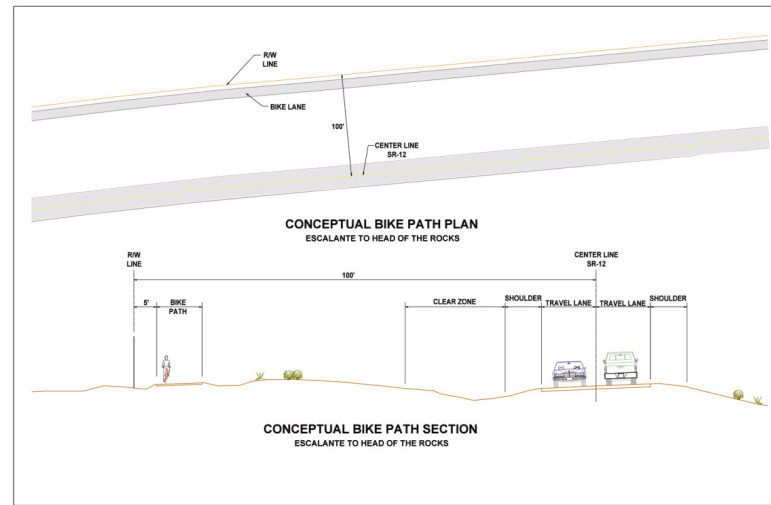 R/W
LINE
BIKE LANE
100'
CENTER LINE
SR-12
CONCEPTUAL BIKE PATH PLAN
ESCALANTE TO HEAD OF THE ROCKS
R/W
LINE
CENTER LINE
SR-12
100'
5'
BIKE
PATH
CLEAR ZONE
SHOULDER
TRAVEL LANE
TRAVEL LANE
SHOULDER
CONCEPTUAL BIKE PATH SECTION
ESCALANTE TO HEAD OF THE ROCKS